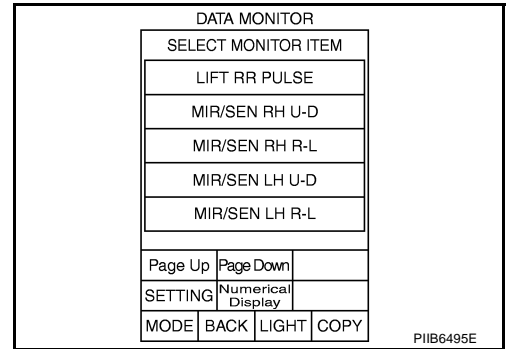 DATA MONITOR
SELECT MONITOR ITEM
LIFT RR PULSE
MIR/SEN RH U-D
MIR/SEN RH R-L
MIR/SEN LH U-D
MIR/SEN LH R-L
Page Up Page Down
SETTING Numerical Display
MODE BACK LIGHT COPY
PIIB6495E